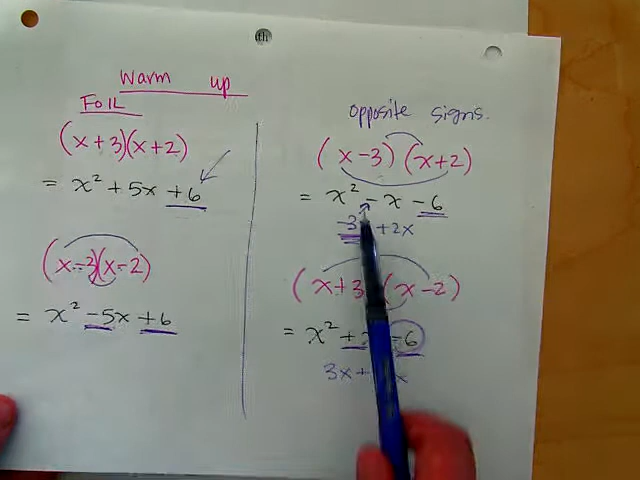 Warm up
FOIL
(x+3)(x+2)
= x² + 5x + 6
(x-3)(x-2)
= x² - 5x + 6
opposite signs.
(x-3)(x+2)
= x² - x - 6
-3 +2x
(x+3 (x-2)
= x² + -6
3x+ x